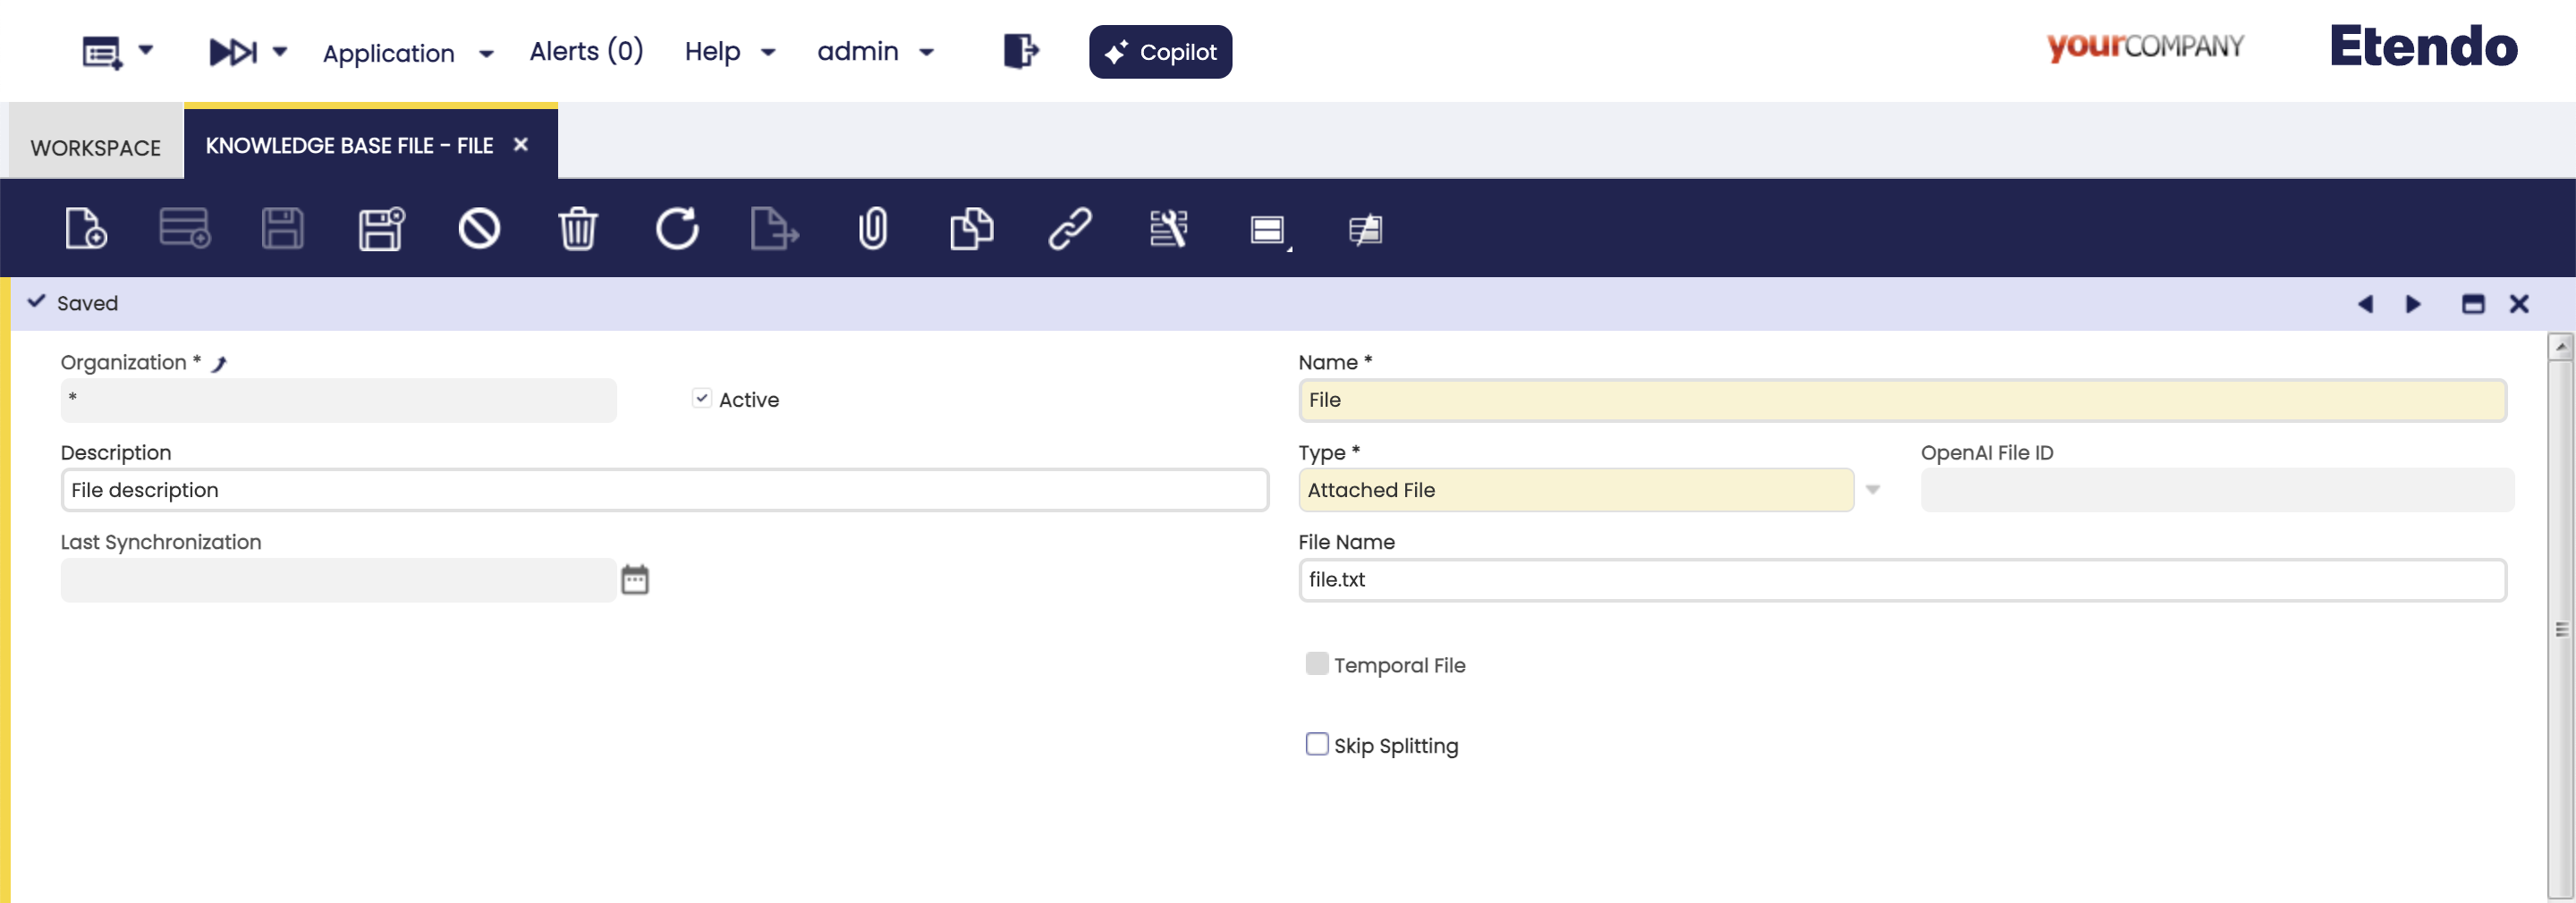 Application Alerts (0) Help admin Copilot yourCOMPANY Etendo
WORKSPACE KNOWLEDGE BASE FILE - FILE
Saved
Organization * Name *
* Active File
Description Type * OpenAI File ID
File description Attached File
Last Synchronization File Name
file.txt
Temporal File
Skip Splitting